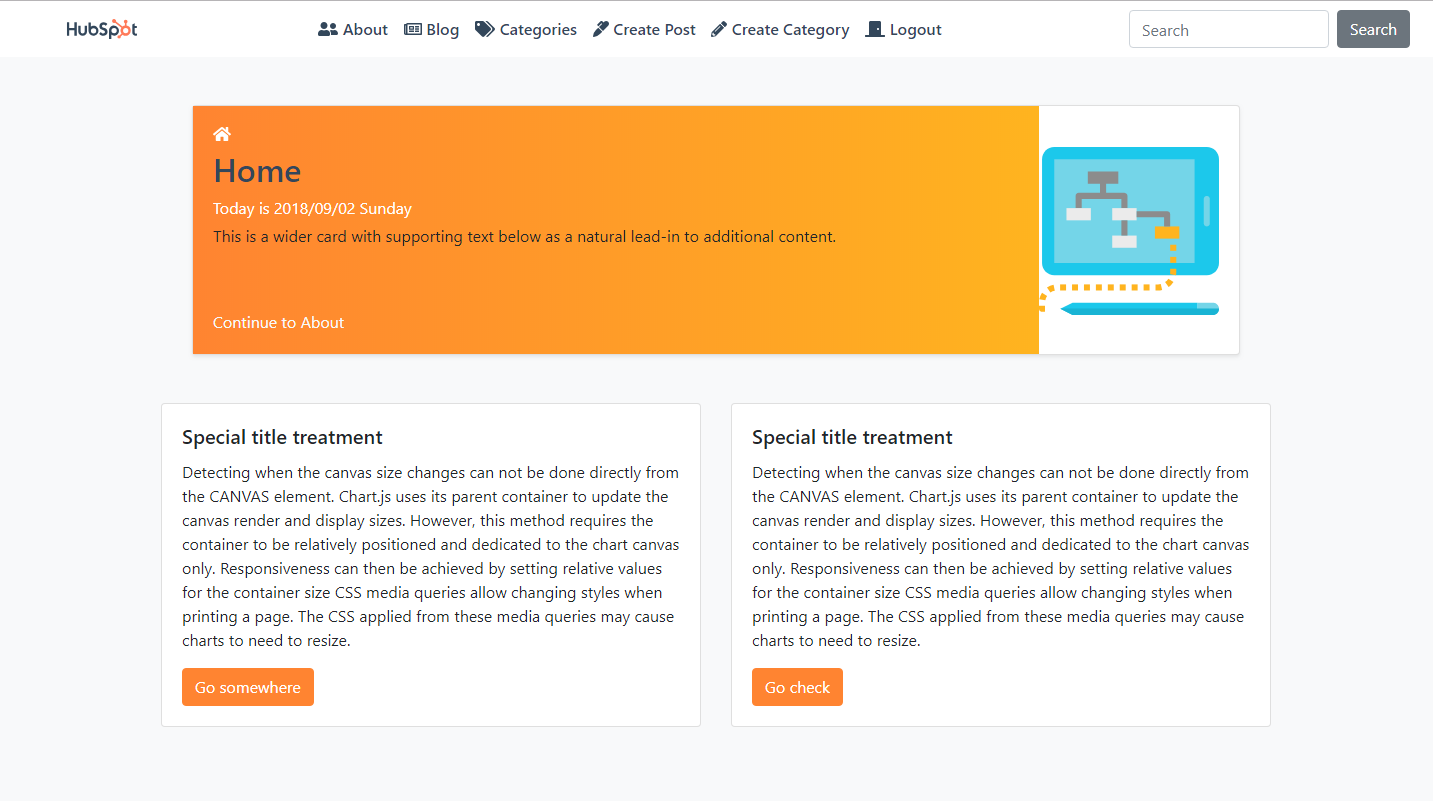 HubSpot About Blog Categories Create Post Create Category Logout Search Search
Home
Today is 2018/09/02 Sunday
This is a wider card with supporting text below as a natural lead-in to additional content.
Continue to About
Special title treatment
Detecting when the canvas size changes can not be done directly from
the CANVAS element. Chart.js uses its parent container to update the
canvas render and display sizes. However, this method requires the
container to be relatively positioned and dedicated to the chart canvas
only. Responsiveness can then be achieved by setting relative values
for the container size CSS media queries allow changing styles when
printing a page. The CSS applied from these media queries may cause
charts to need to resize.
Go somewhere
Special title treatment
Detecting when the canvas size changes can not be done directly from
the CANVAS element. Chart.js uses its parent container to update the
canvas render and display sizes. However, this method requires the
container to be relatively positioned and dedicated to the chart canvas
only. Responsiveness can then be achieved by setting relative values
for the container size CSS media queries allow changing styles when
printing a page. The CSS applied from these media queries may cause
charts to need to resize.
Go check